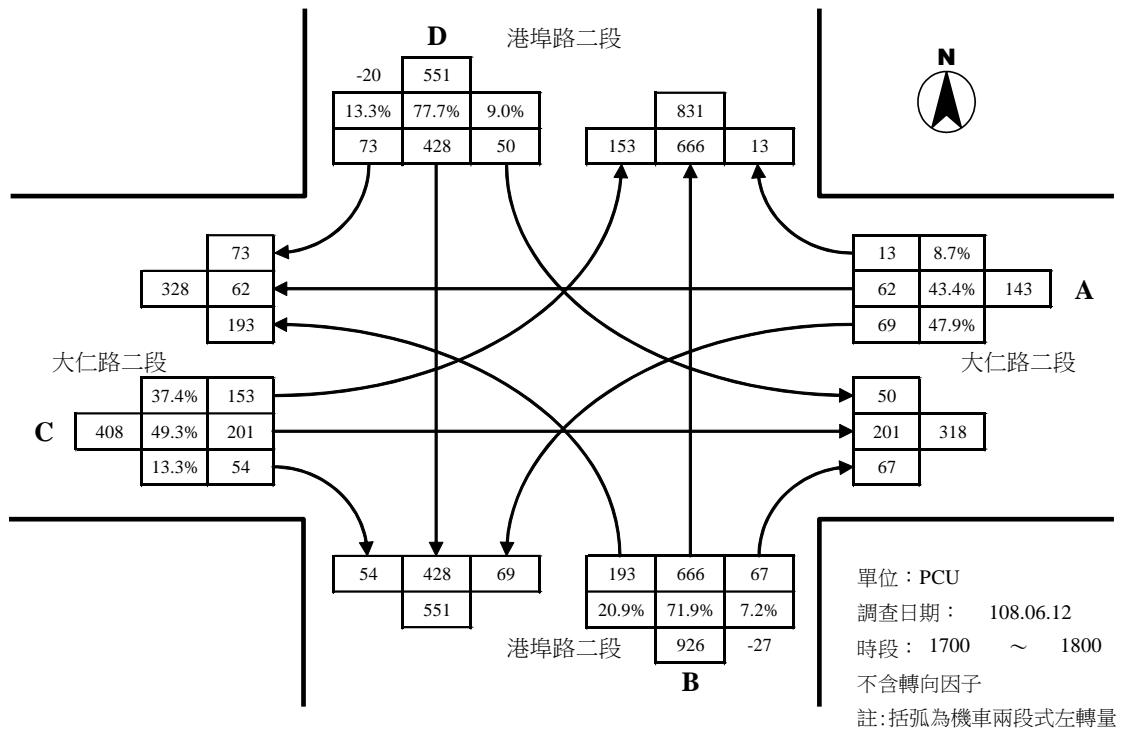 D 港埠路二段
N
-20 551
13.3% 77.7% 9.0%
73 428 50
831
153 666 13
73
328 62
193
13 8.7%
62 43.4% 143 A
69 47.9%
大仁路二段
大仁路二段
37.4% 153
C 408 49.3% 201
13.3% 54
50
201 318
67
54 428 69
551
193 666 67
20.9% 71.9% 7.2%
926 -27
港埠路二段
B
單位：PCU
調查日期： 108.06.12
時段： 1700 ～ 1800
不含轉向因子
註:括弧為機車兩段式左轉量